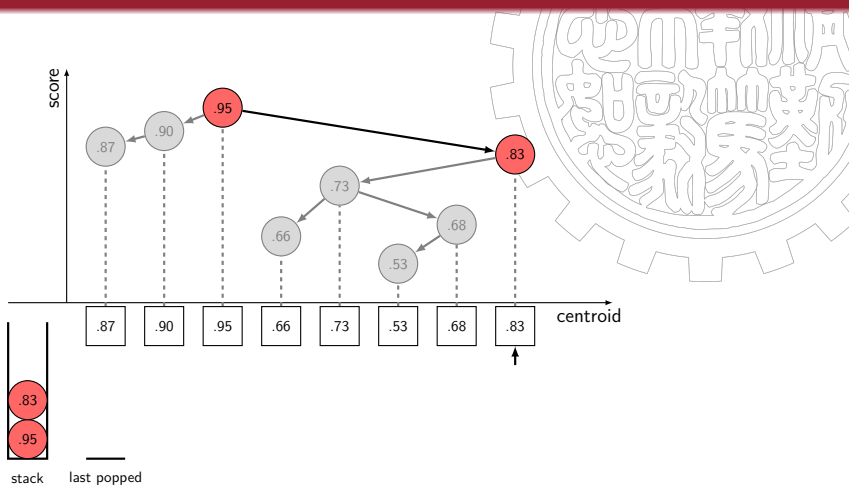 score
.95
.90
.87
.83
.73
.68
.66
.53
.87 .90 .95 .66 .73 .53 .68 .83
centroid
.83
.95
stack last popped